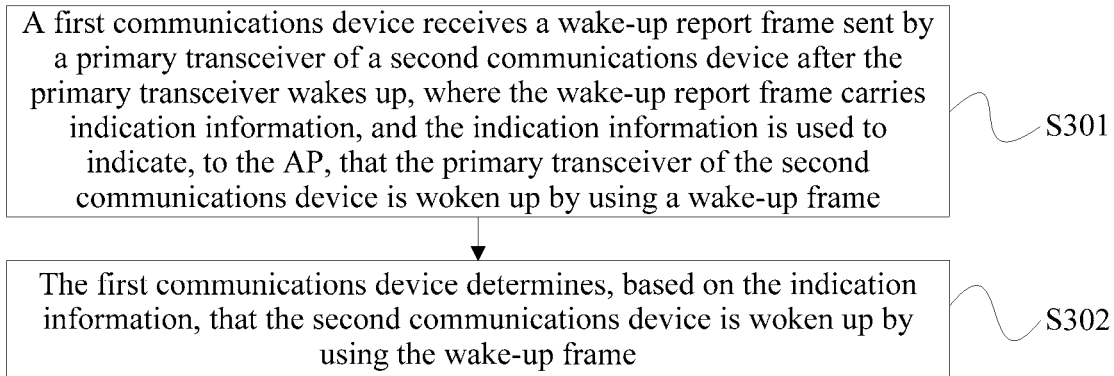 A first communications device receives a wake-up report frame sent by
a primary transceiver of a second communications device after the
primary transceiver wakes up, where the wake-up report frame carries
indication information, and the indication information is used to
indicate, to the AP, that the primary transceiver of the second
communications device is woken up by using a wake-up frame
S301
The first communications device determines, based on the indication
information, that the second communications device is woken up by
using the wake-up frame
S302